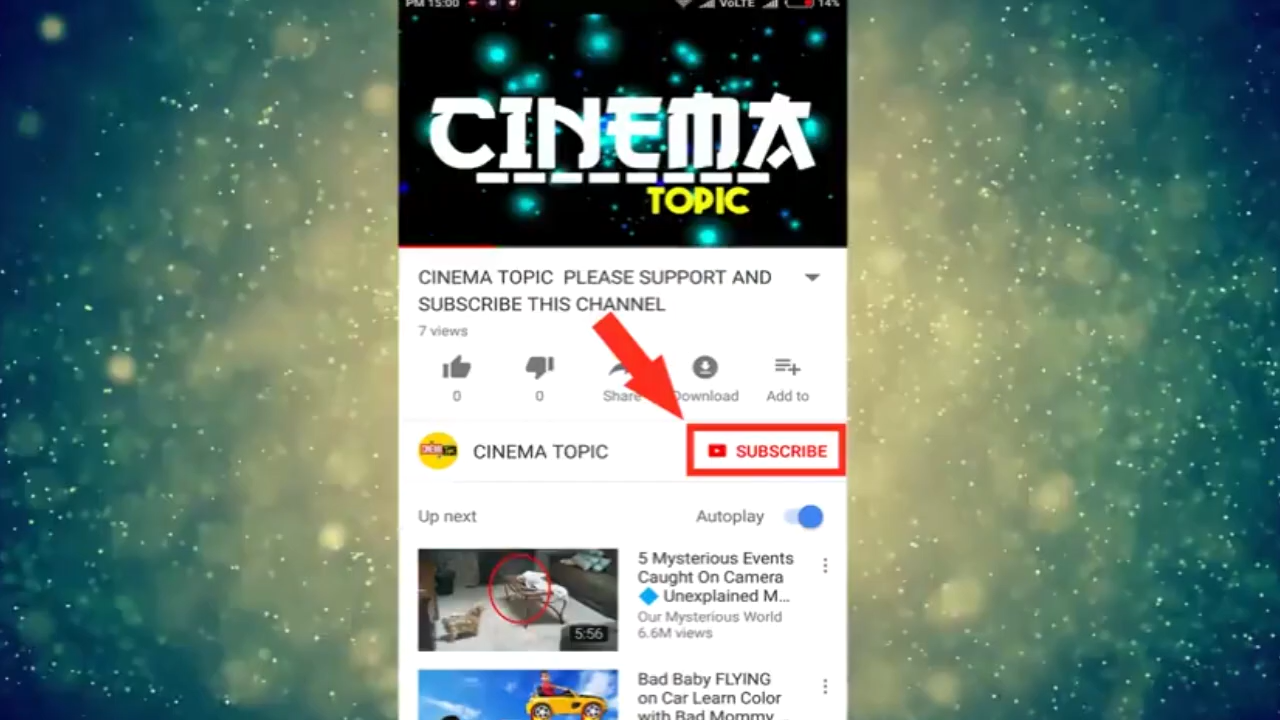 PM 15:00
VoLTE
14%
CINEMA
TOPIC
CINEMA TOPIC  PLEASE SUPPORT AND
SUBSCRIBE THIS CHANNEL
7 views
0
0
Share
Download
Add to
CINEMA TOPIC
SUBSCRIBE
Up next
Autoplay
5:56
5 Mysterious Events
Caught On Camera
🔷 Unexplained M...
Our Mysterious World
6.6M views
Bad Baby FLYING
on Car Learn Color
with Bad Mommy